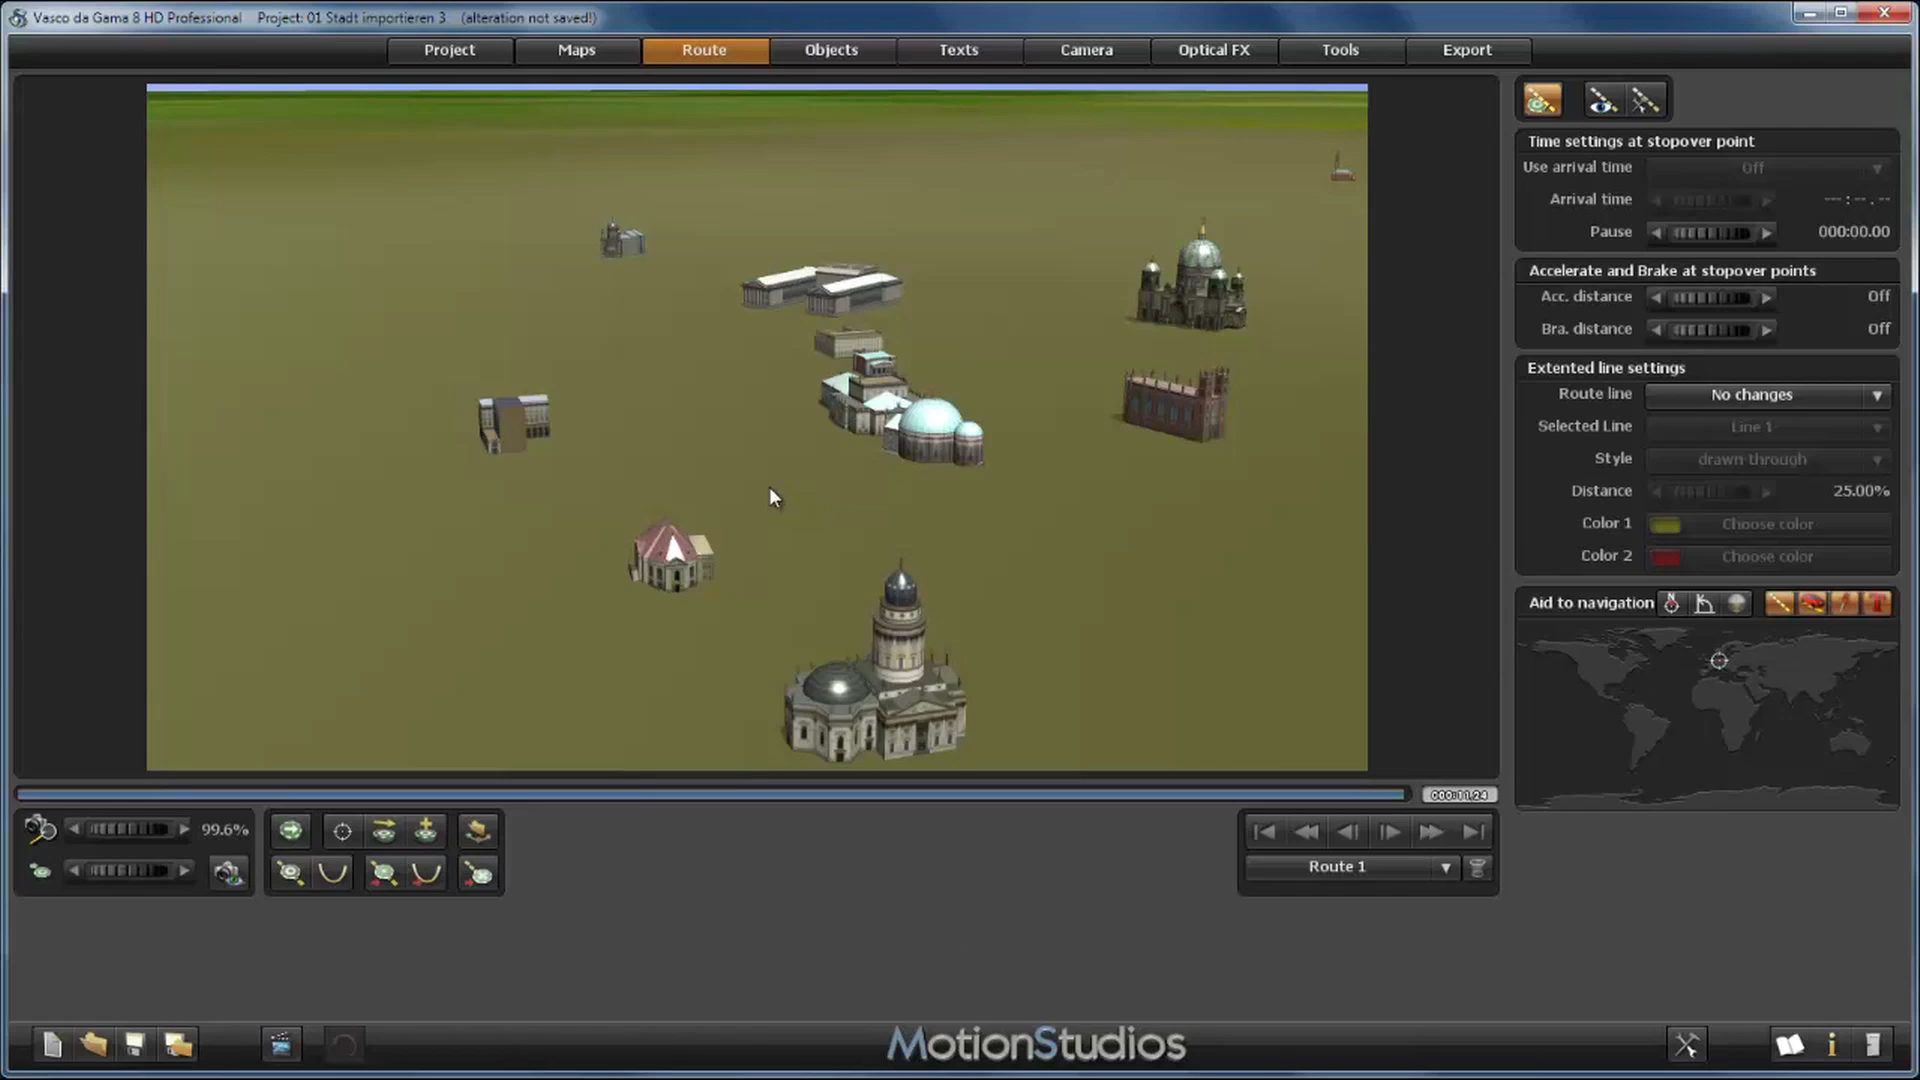 Vasco da Gama 8 HD Professional Project: 01 Stadt importieren 3 (alteration not saved!)
Project Maps Route Objects Texts Camera Optical FX Tools Export
Time settings at stopover point
Use arrival time Off
Arrival time --- : -- . --
Pause 000:00.00
Accelerate and Brake at stopover points
Acc. distance Off
Bra. distance Off
Extented line settings
Route line No changes
Selected Line Line 1
Style drawn through
Distance 25.00%
Color 1 Choose color
Color 2 Choose color
Aid to navigation
000:11.24
99.6%
Route 1
MotionStudios